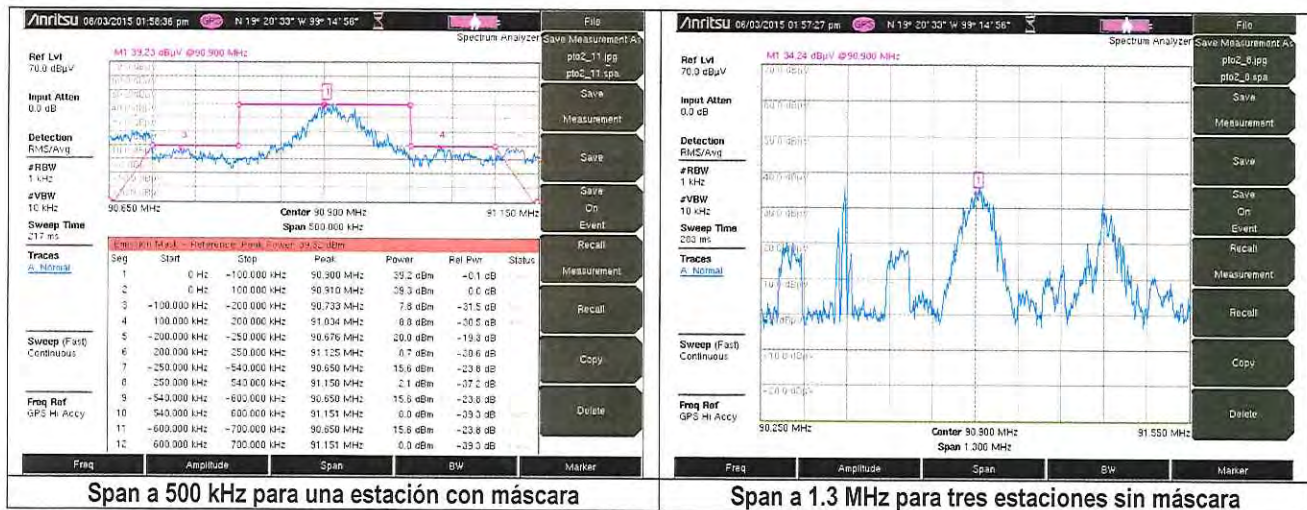 Anritsu 06/03/2015 01:58:36 pm GPS N 19° 20' 33" W 99° 14' 56"
Spectrum Analyzer
M1 39.23 dBµV @90.900 MHz
Ref Lvl
70.0 dBµV
Input Atten
0.0 dB
Detection
RMS/Avg
#RBW
1 kHz
#VBW
10 kHz
Sweep Time
217 ms
Traces
A: Normal
Sweep (Fast)
Continuous
Freq Ref
GPS Hi Accy
1
3
4
90.650 MHz
Center 90.900 MHz
91.150 MHz
Span 500.000 kHz
Emission Mask - Reference: Peak Power 39.32 dBm
Seg Start Stop Peak Power Rel Pwr Status
1 0 Hz -100.000 kHz 90.900 MHz 39.2 dBm -0.1 dB
2 0 Hz 100.000 kHz 90.910 MHz 39.3 dBm 0.0 dB
3 -100.000 kHz -200.000 kHz 90.733 MHz 7.8 dBm -31.5 dB
4 100.000 kHz 200.000 kHz 91.034 MHz 8.8 dBm -30.5 dB
5 -200.000 kHz -250.000 kHz 90.676 MHz 20.0 dBm -19.3 dB
6 200.000 kHz 250.000 kHz 91.125 MHz 8.7 dBm -30.6 dB
7 -250.000 kHz -540.000 kHz 90.650 MHz 15.6 dBm -23.8 dB
8 250.000 kHz 540.000 kHz 91.150 MHz 2.1 dBm -37.2 dB
9 -540.000 kHz -600.000 kHz 90.650 MHz 15.6 dBm -23.8 dB
10 540.000 kHz 600.000 kHz 91.151 MHz 0.0 dBm -39.3 dB
11 -600.000 kHz -700.000 kHz 90.650 MHz 15.6 dBm -23.8 dB
12 600.000 kHz 700.000 kHz 91.151 MHz 0.0 dBm -39.3 dB
File
Save Measurement As
pto2_11.jpg
pto2_11.spa
Save
Measurement
Save
Save
On
Event
Recall
Measurement
Recall
Copy
Delete
Freq Amplitude Span BW Marker
Span a 500 kHz para una estación con máscara
Anritsu 06/03/2015 01:57:27 pm GPS N 19° 20' 33" W 99° 14' 56"
Spectrum Analyzer
M1 34.24 dBµV @90.900 MHz
Ref Lvl
70.0 dBµV
Input Atten
0.0 dB
Detection
RMS/Avg
#RBW
1 kHz
#VBW
10 kHz
Sweep Time
283 ms
Traces
A: Normal
Sweep (Fast)
Continuous
Freq Ref
GPS Hi Accy
1
90.250 MHz
Center 90.900 MHz
91.550 MHz
Span 1.300 MHz
File
Save Measurement As
pto2_8.jpg
pto2_8.spa
Save
Measurement
Save
Save
On
Event
Recall
Measurement
Recall
Copy
Delete
Freq Amplitude Span BW Marker
Span a 1.3 MHz para tres estaciones sin máscara